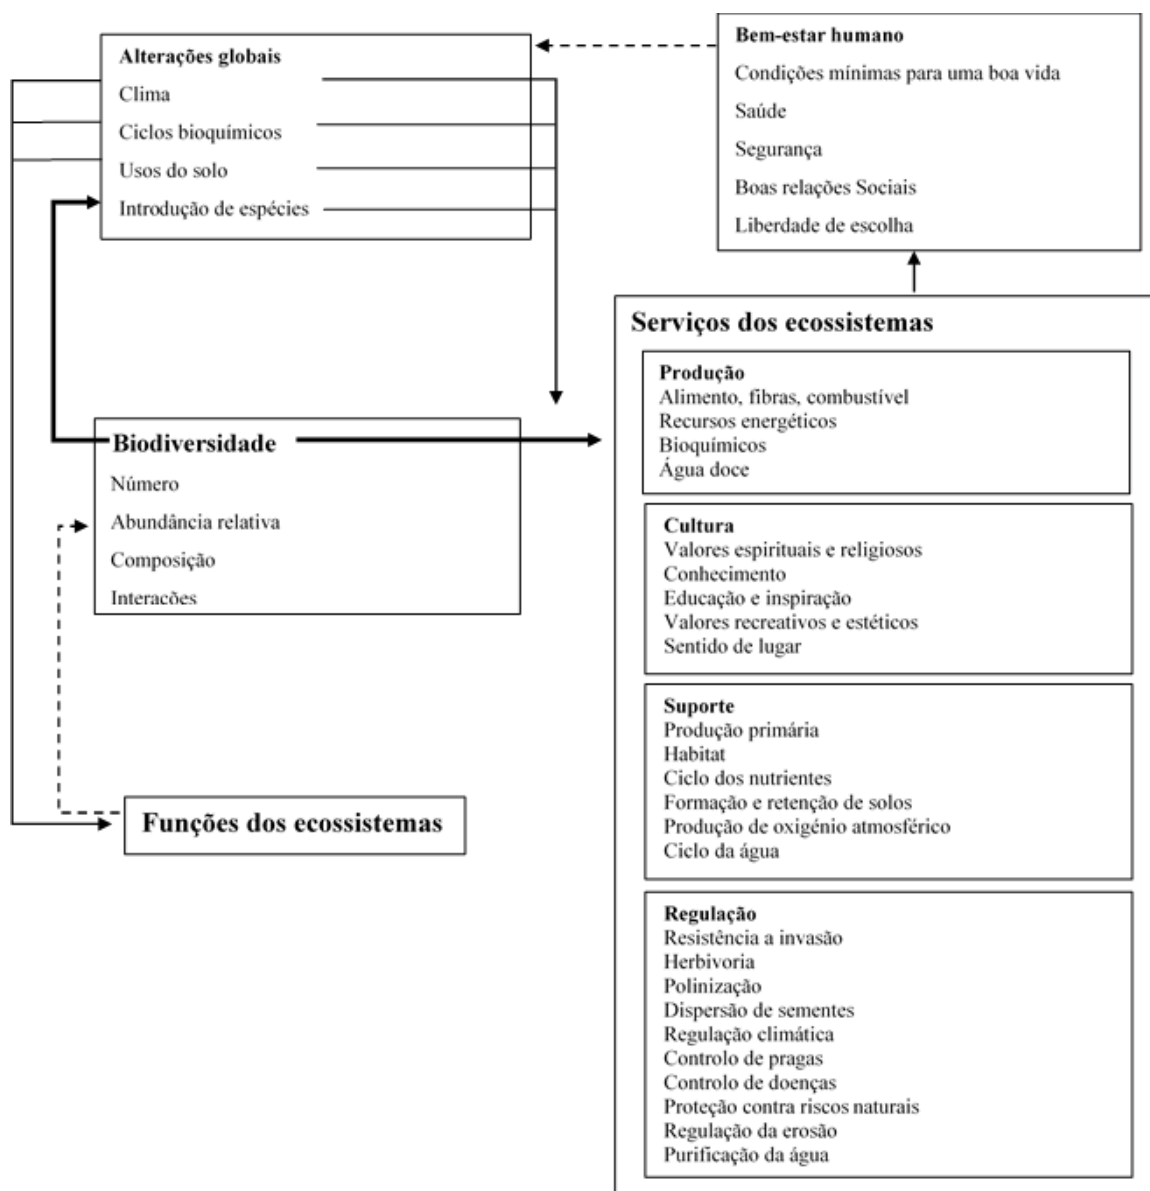 Alterações globais
Clima
Ciclos bioquímicos
Usos do solo
Introdução de espécies
Bem-estar humano
Condições mínimas para uma boa vida
Saúde
Segurança
Boas relações Sociais
Liberdade de escolha
Biodiversidade
Número
Abundância relativa
Composição
Interacões
Funções dos ecossistemas
Serviços dos ecossistemas
Produção
Alimento, fibras, combustível
Recursos energéticos
Bioquímicos
Água doce
Cultura
Valores espirituais e religiosos
Conhecimento
Educação e inspiração
Valores recreativos e estéticos
Sentido de lugar
Suporte
Produção primária
Habitat
Ciclo dos nutrientes
Formação e retenção de solos
Produção de oxigénio atmosférico
Ciclo da água
Regulação
Resistência a invasão
Herbivoria
Polinização
Dispersão de sementes
Regulação climática
Controlo de pragas
Controlo de doenças
Proteção contra riscos naturais
Regulação da erosão
Purificação da água